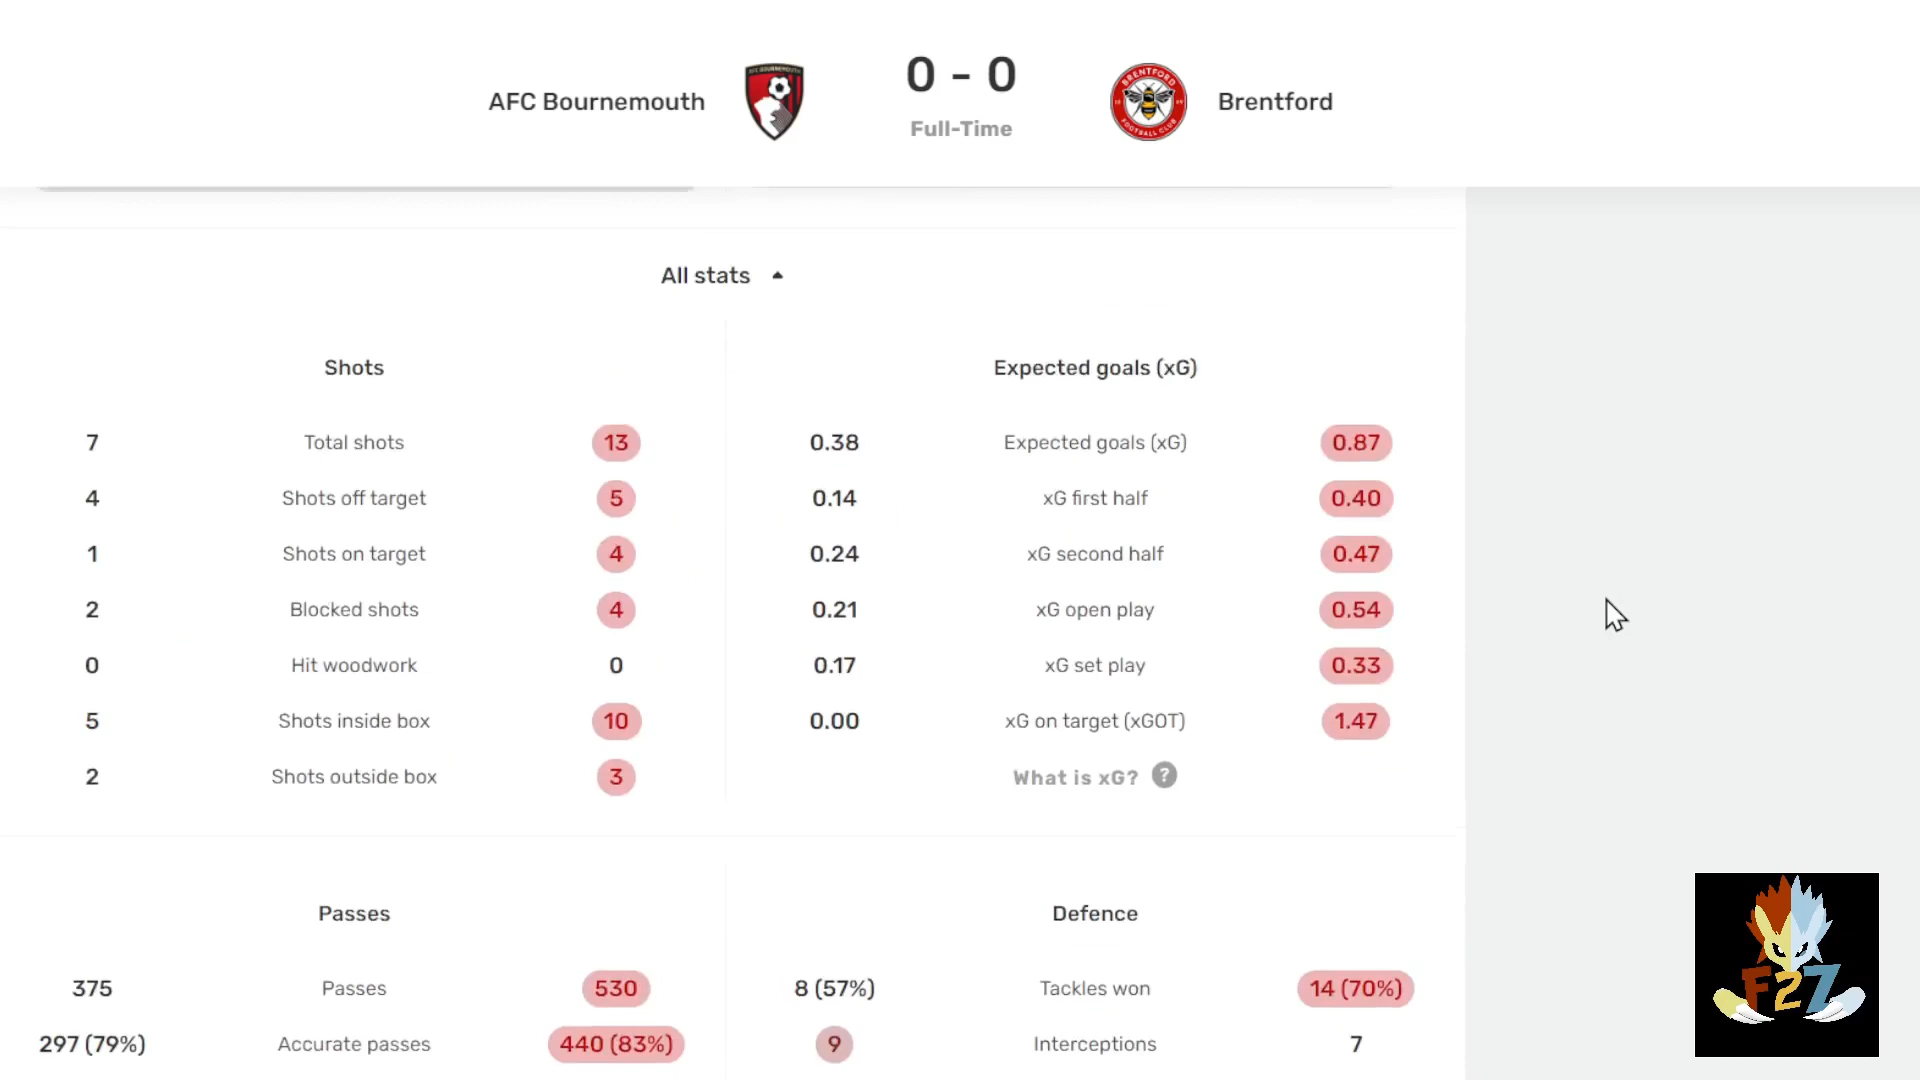 AFC Bournemouth
0 - 0
Full-Time
Brentford
All stats
Shots
7 Total shots 13
4 Shots off target 5
1 Shots on target 4
2 Blocked shots 4
0 Hit woodwork 0
5 Shots inside box 10
2 Shots outside box 3
Expected goals (xG)
0.38 Expected goals (xG) 0.87
0.14 xG first half 0.40
0.24 xG second half 0.47
0.21 xG open play 0.54
0.17 xG set play 0.33
0.00 xG on target (xGOT) 1.47
What is xG? ?
Passes
375 Passes 530
297 (79%) Accurate passes 440 (83%)
Defence
8 (57%) Tackles won 14 (70%)
9 Interceptions 7
BRENTFORD
FOOTBALL CLUB
F2Z